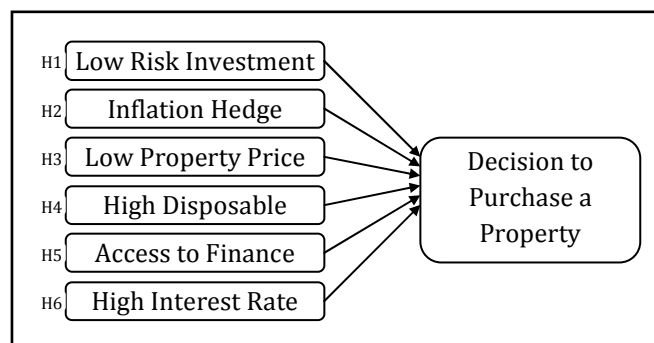 H1 Low Risk Investment
H2 Inflation Hedge
H3 Low Property Price
H4 High Disposable
H5 Access to Finance
H6 High Interest Rate
Decision to
Purchase a
Property